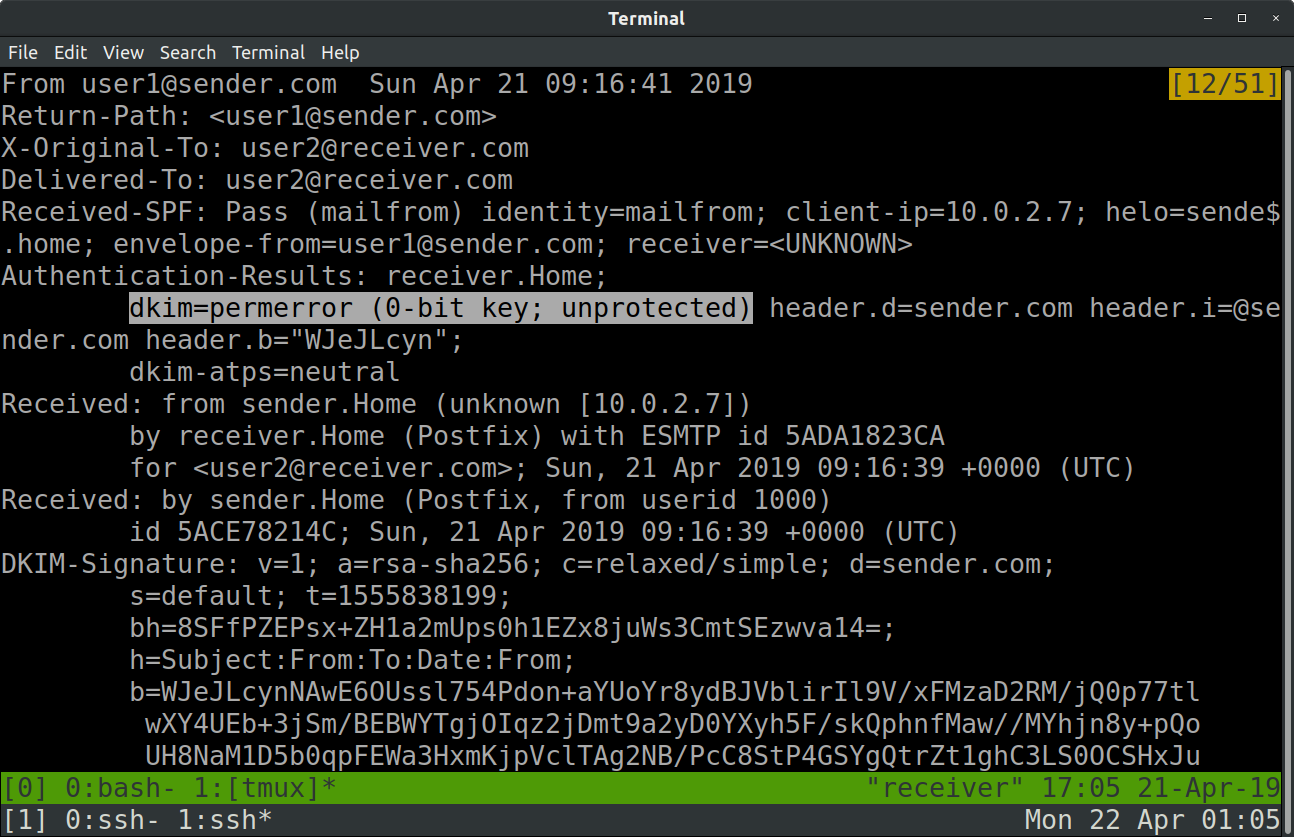 Terminal
File Edit View Search Terminal Help
From user1@sender.com  Sun Apr 21 09:16:41 2019 [12/51]
Return-Path: <user1@sender.com>
X-Original-To: user2@receiver.com
Delivered-To: user2@receiver.com
Received-SPF: Pass (mailfrom) identity=mailfrom; client-ip=10.0.2.7; helo=sende$
.home; envelope-from=user1@sender.com; receiver=<UNKNOWN>
Authentication-Results: receiver.Home;
        dkim=permerror (0-bit key; unprotected) header.d=sender.com header.i=@se
nder.com header.b="WJeJLcyn";
        dkim-atps=neutral
Received: from sender.Home (unknown [10.0.2.7])
        by receiver.Home (Postfix) with ESMTP id 5ADA1823CA
        for <user2@receiver.com>; Sun, 21 Apr 2019 09:16:39 +0000 (UTC)
Received: by sender.Home (Postfix, from userid 1000)
        id 5ACE78214C; Sun, 21 Apr 2019 09:16:39 +0000 (UTC)
DKIM-Signature: v=1; a=rsa-sha256; c=relaxed/simple; d=sender.com;
        s=default; t=1555838199;
        bh=8SFfPZEPsx+ZH1a2mUps0h1EZx8juWs3CmtSEzwva14=;
        h=Subject:From:To:Date:From;
        b=WJeJLcynNAwE6OUssl754Pdon+aYUoYr8ydBJVblirIl9V/xFMzaD2RM/jQ0p77tl
         wXY4UEb+3jSm/BEBWYTgjOIqz2jDmt9a2yD0YXyh5F/skQphnfMaw//MYhjn8y+pQo
         UH8NaM1D5b0qpFEWa3HxmKjpVclTAg2NB/PcC8StP4GSYgQtrZt1ghC3LS0OCSHxJu
[0] 0:bash- 1:[tmux]* "receiver" 17:05 21-Apr-19
[1] 0:ssh- 1:ssh* Mon 22 Apr 01:05